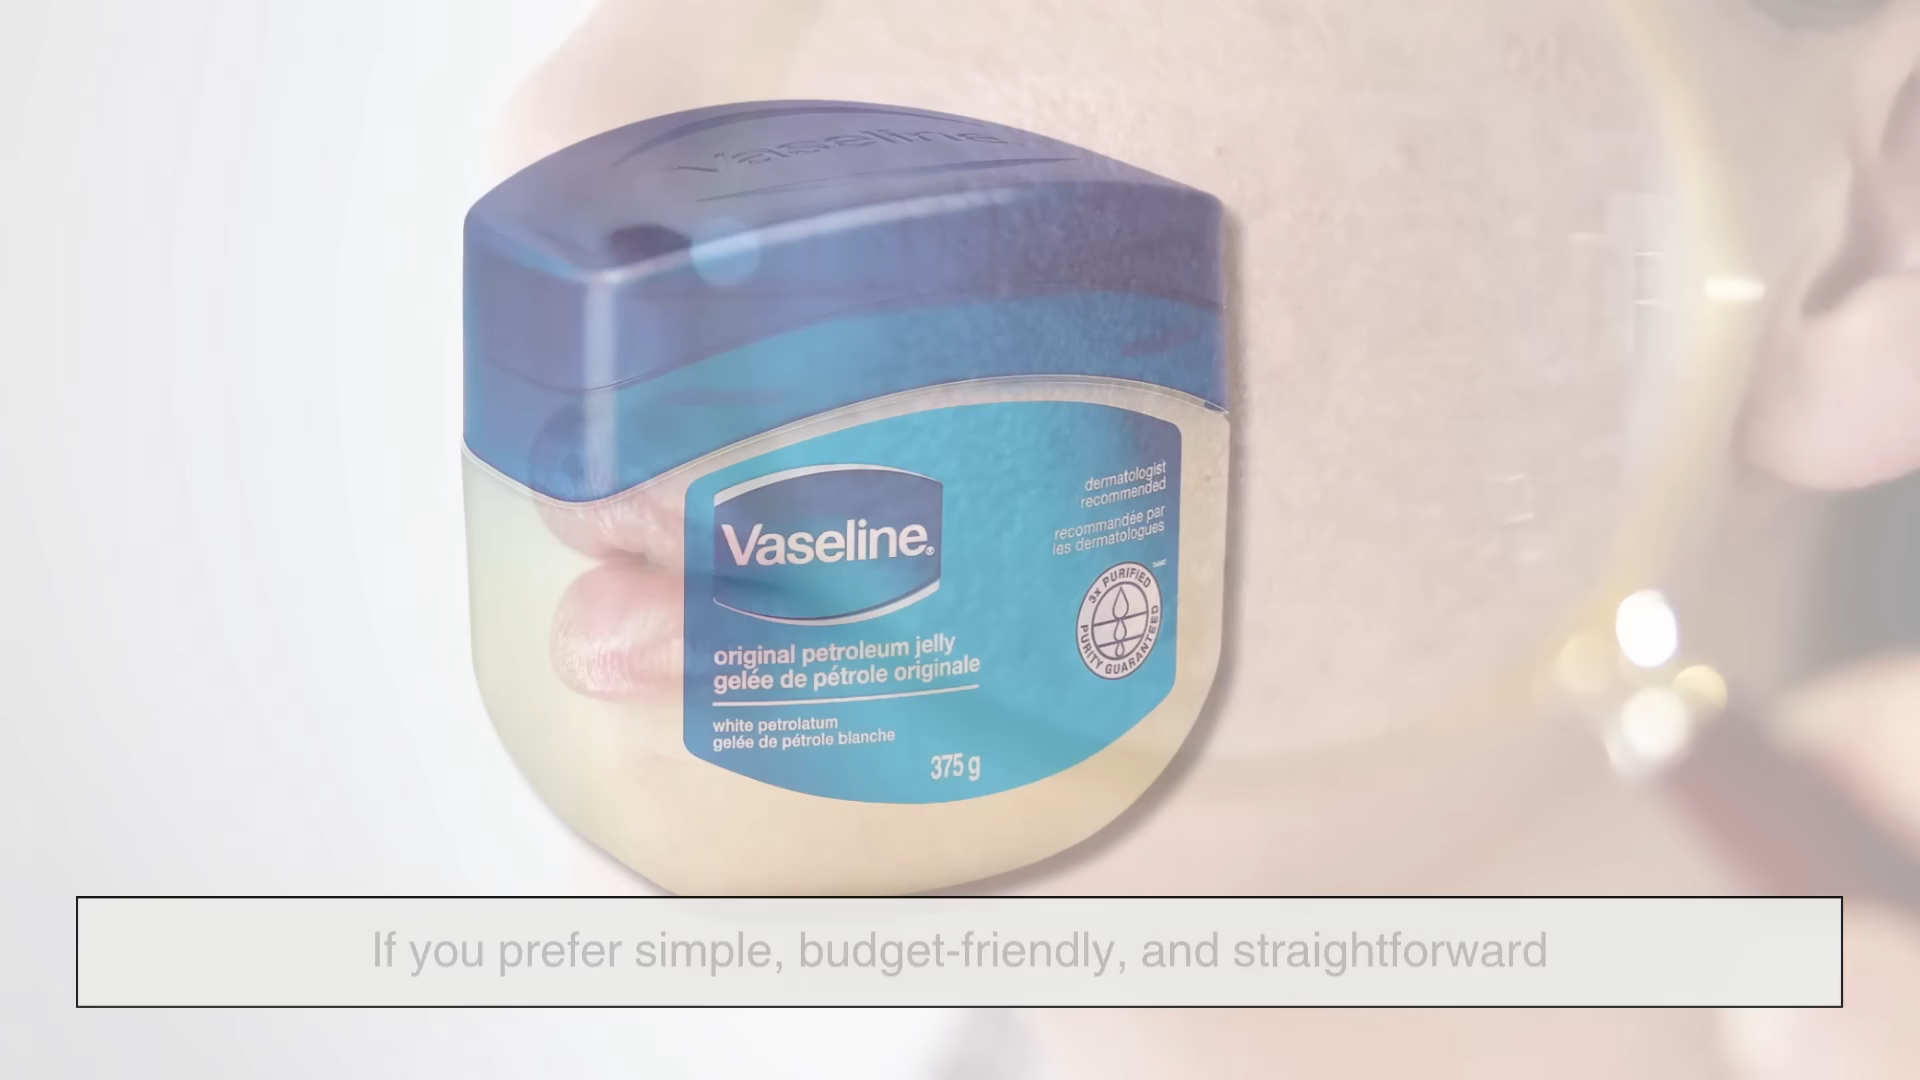 Vaseline
Vaseline®
original petroleum jelly
gelée de pétrole originale
white petrolatum
gelée de pétrole blanche
375 g
dermatologist
recommended
recommandée par
les dermatologues
3x PURIFIED
PURITY GUARANTEED
If you prefer simple, budget-friendly, and straightforward